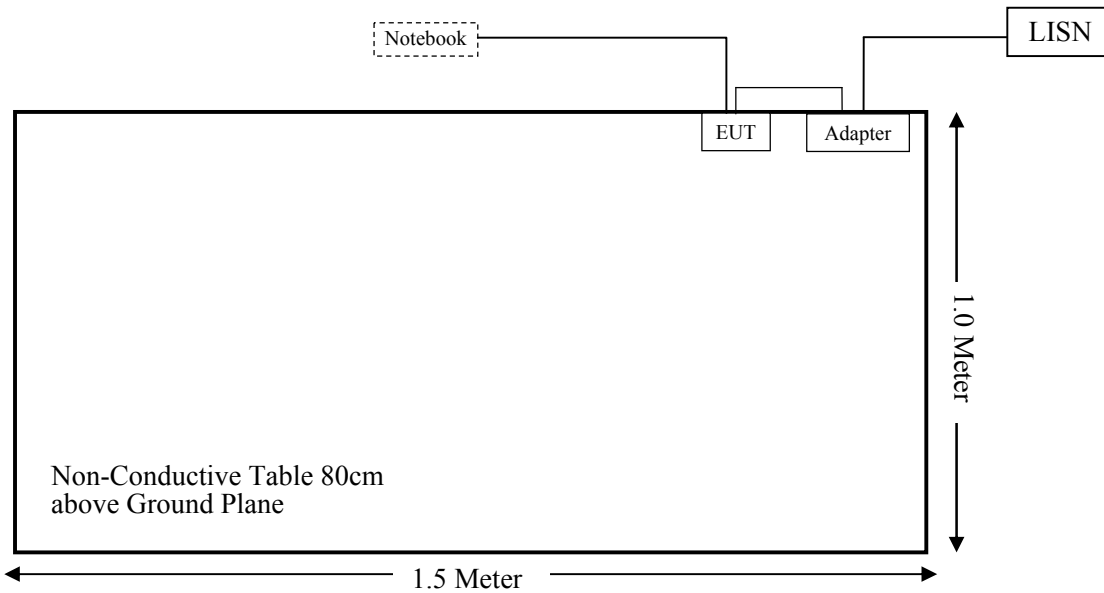 Notebook
LISN
EUT
Adapter
1.0 Meter
Non-Conductive Table 80cm
above Ground Plane
1.5 Meter